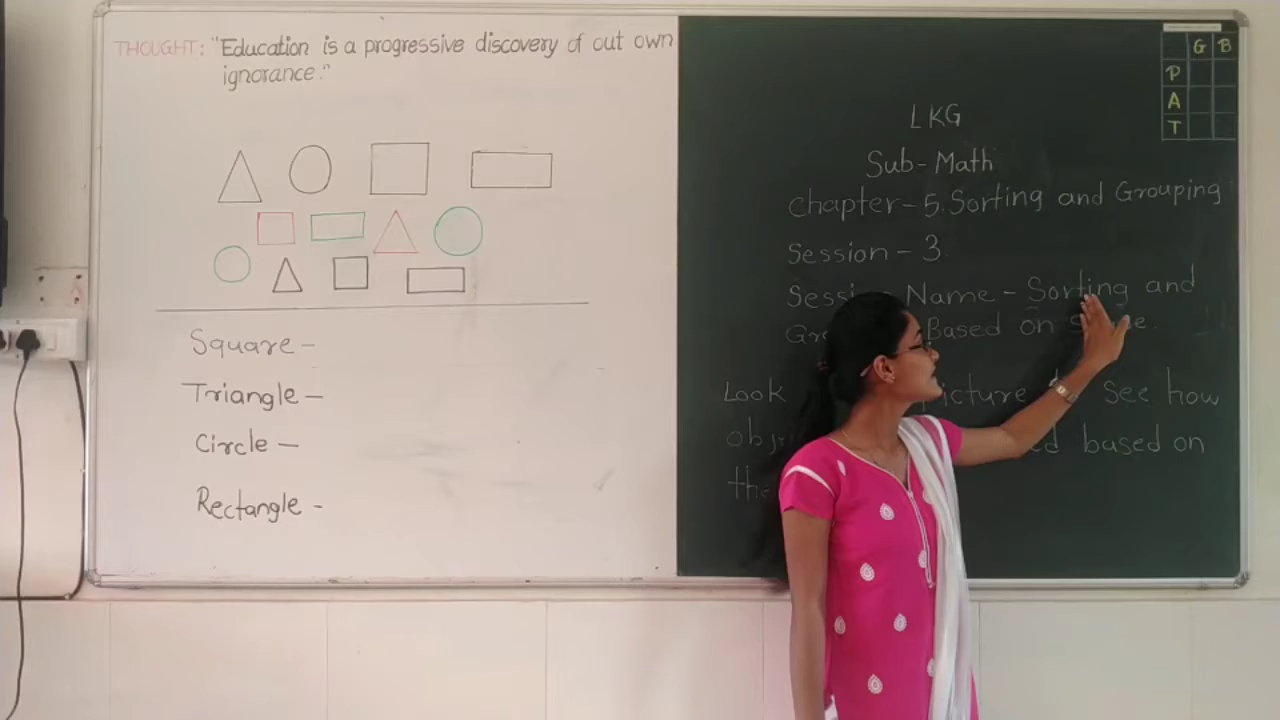 THOUGHT: "Education is a progressive discovery of out own
ignorance."
Square -
Triangle -
Circle -
Rectangle -
G B
P
A
T
LKG
Sub-Math
Chapter-5. Sorting and Grouping
Session - 3.
Name - Sorting and
Based on
Look see how
based on